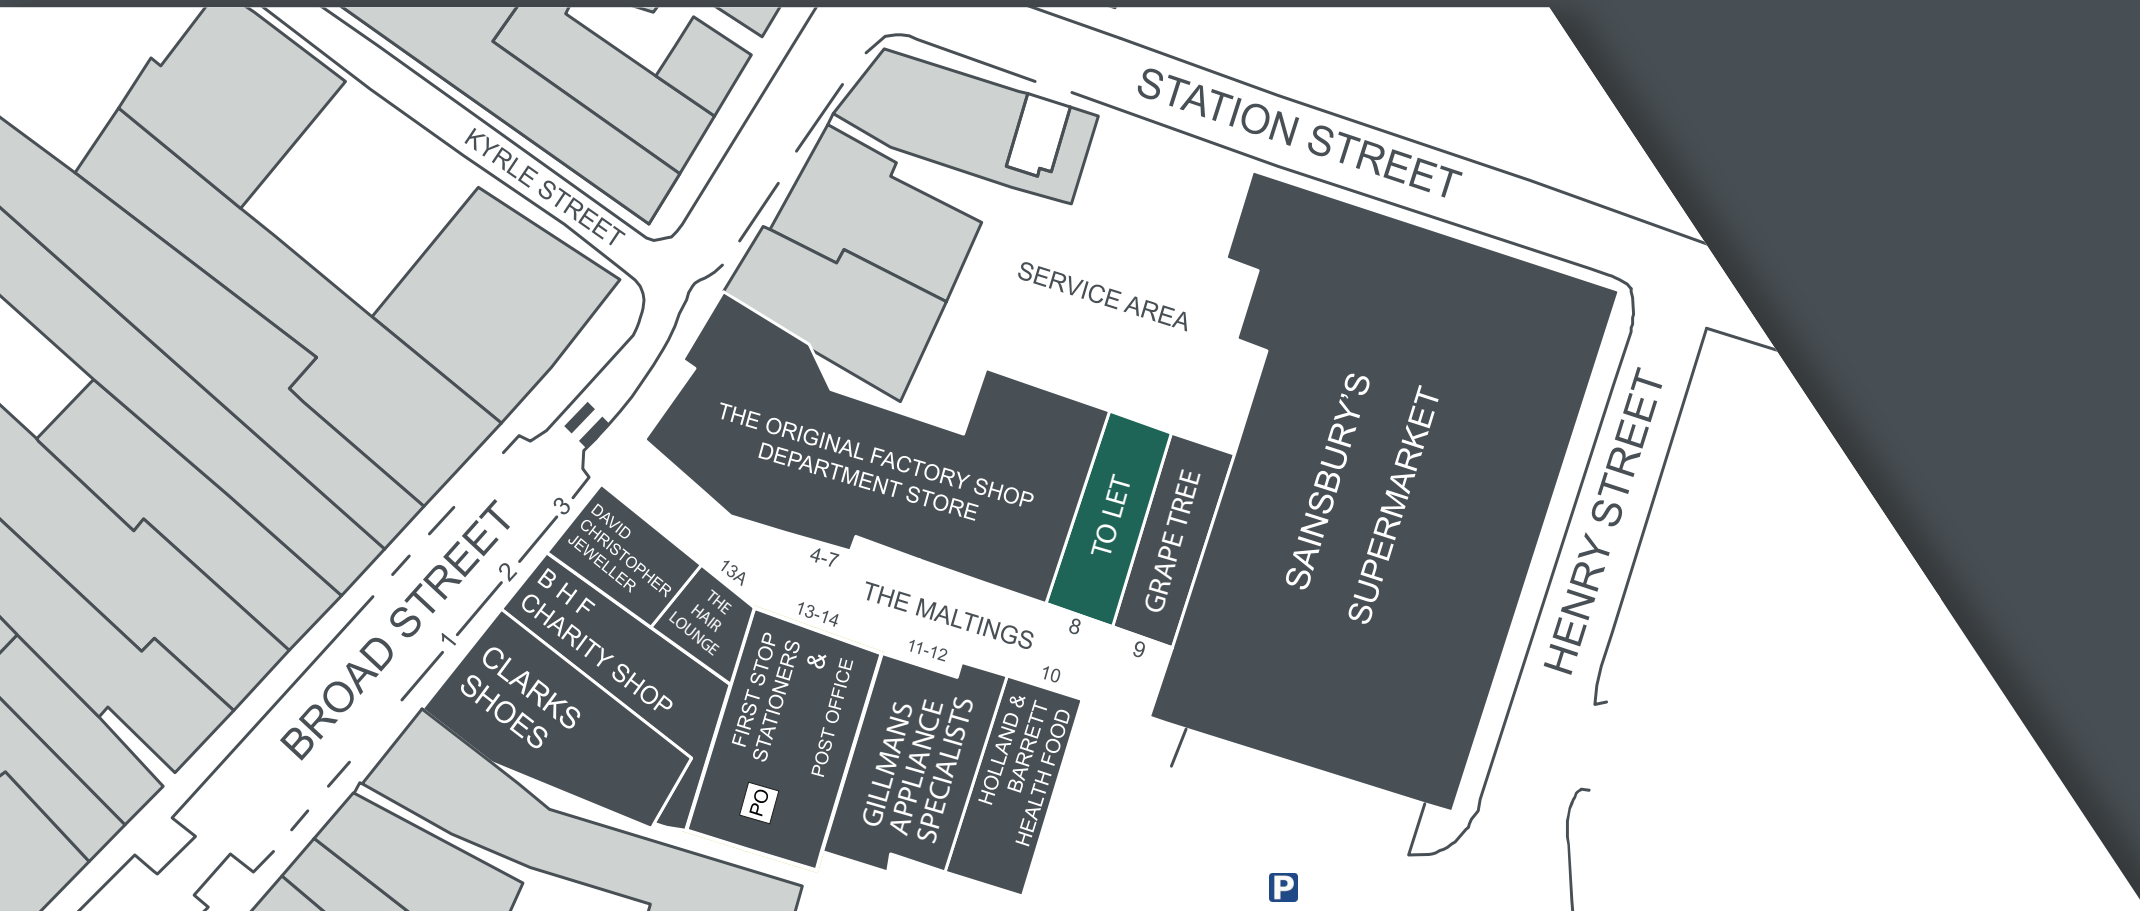 STATION STREET
KYRLE STREET
SERVICE AREA
SAINSBURY'S
SUPERMARKET
HENRY STREET
THE ORIGINAL FACTORY SHOP
DEPARTMENT STORE
TO LET
GRAPE TREE
BROAD STREET
3
2
1
DAVID
CHRISTOPHER
JEWELLER
B H F
CHARITY SHOP
CLARKS
SHOES
13A
THE
HAIR
LOUNGE
4-7
THE MALTINGS
8
9
13-14
11-12
10
FIRST STOP
STATIONERS
&
POST OFFICE
PO
GILLMANS
APPLIANCE
SPECIALISTS
HOLLAND &
BARRETT
HEALTH FOOD
P